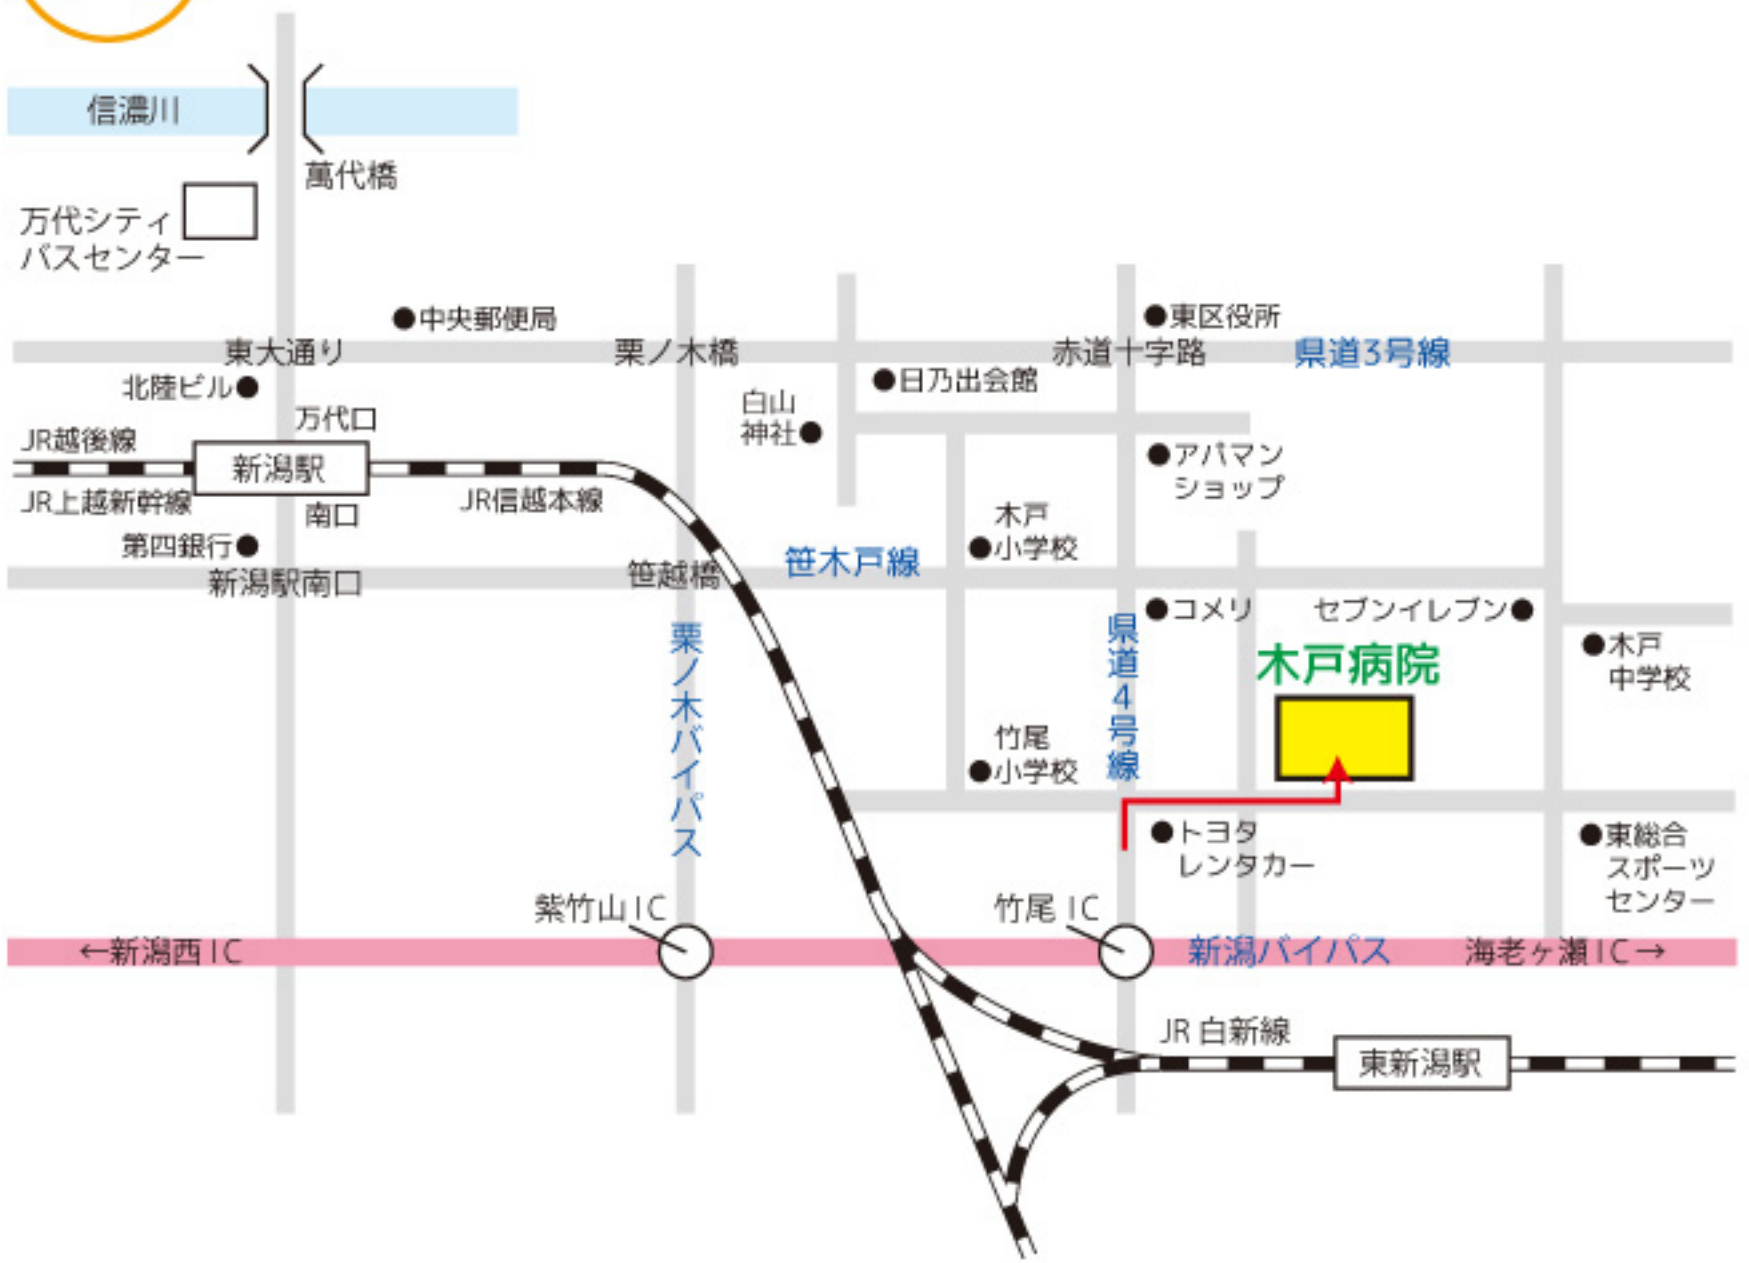 信濃川
萬代橋
万代シティ
バスセンター
●中央郵便局
●東区役所
東大通り
栗ノ木橋
赤道十字路
県道3号線
北陸ビル●
●日乃出会館
万代口
白山
神社●
JR越後線
新潟駅
●アパマン
ショップ
JR上越新幹線
南口
JR信越本線
木戸
●小学校
第四銀行●
笹木戸線
新潟駅南口
笹越橋
●コメリ
セブンイレブン●
栗ノ木バイパス
県道4号線
木戸病院
●木戸
中学校
竹尾
●小学校
●トヨタ
レンタカー
●東総合
スポーツ
センター
紫竹山IC
竹尾 IC
←新潟西IC
新潟バイパス
海老ヶ瀬IC→
JR 白新線
東新潟駅